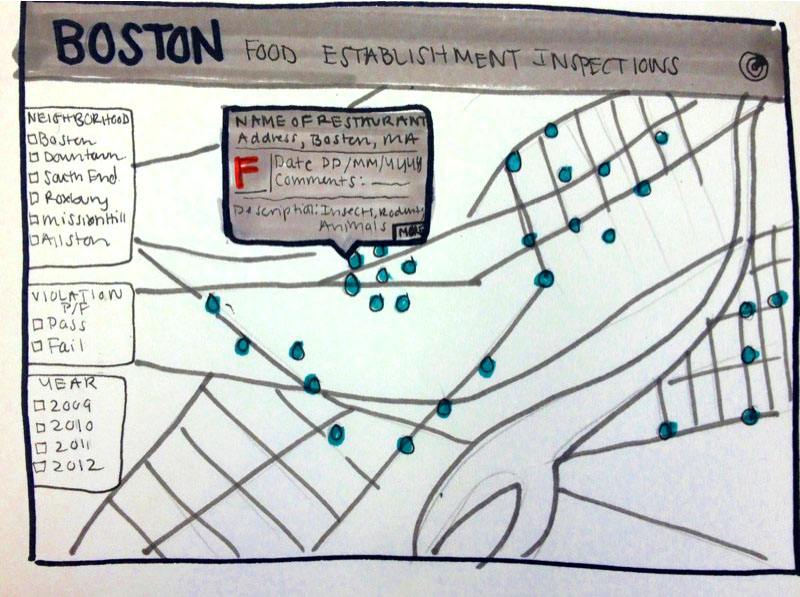 BOSTON FOOD ESTABLISHMENT INSPECTIONS
NEIGHBORHOOD
Boston
Downtown
South End
Roxbury
Mission Hill
Allston
VIOLATION
P/F
Pass
Fail
YEAR
2009
2010
2011
2012
NAME OF RESTAURANT
Address, Boston, MA
F
Date DD/MM/YYYY
Comments:
Description: Insects, Rodents,
Animals
MORE